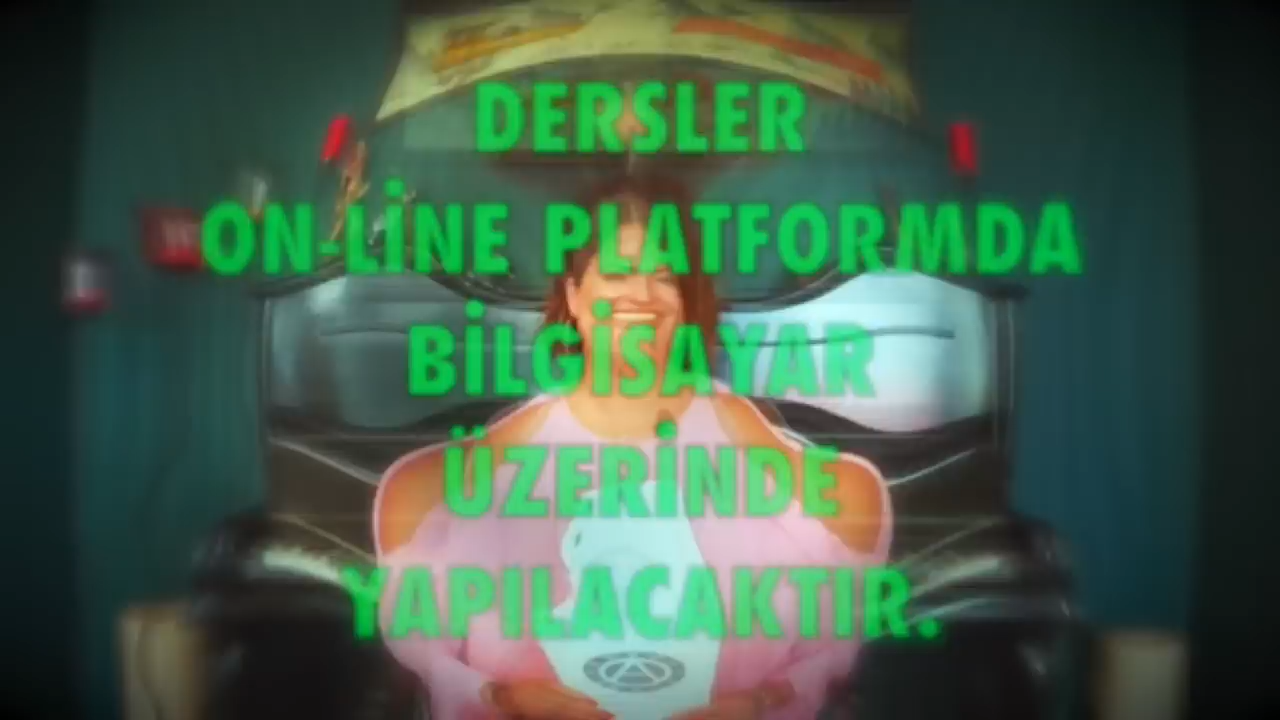 DERSLER
ON-LİNE PLATFORMDA
BİLGİSAYAR
ÜZERİNDE
YAPILACAKTIR.